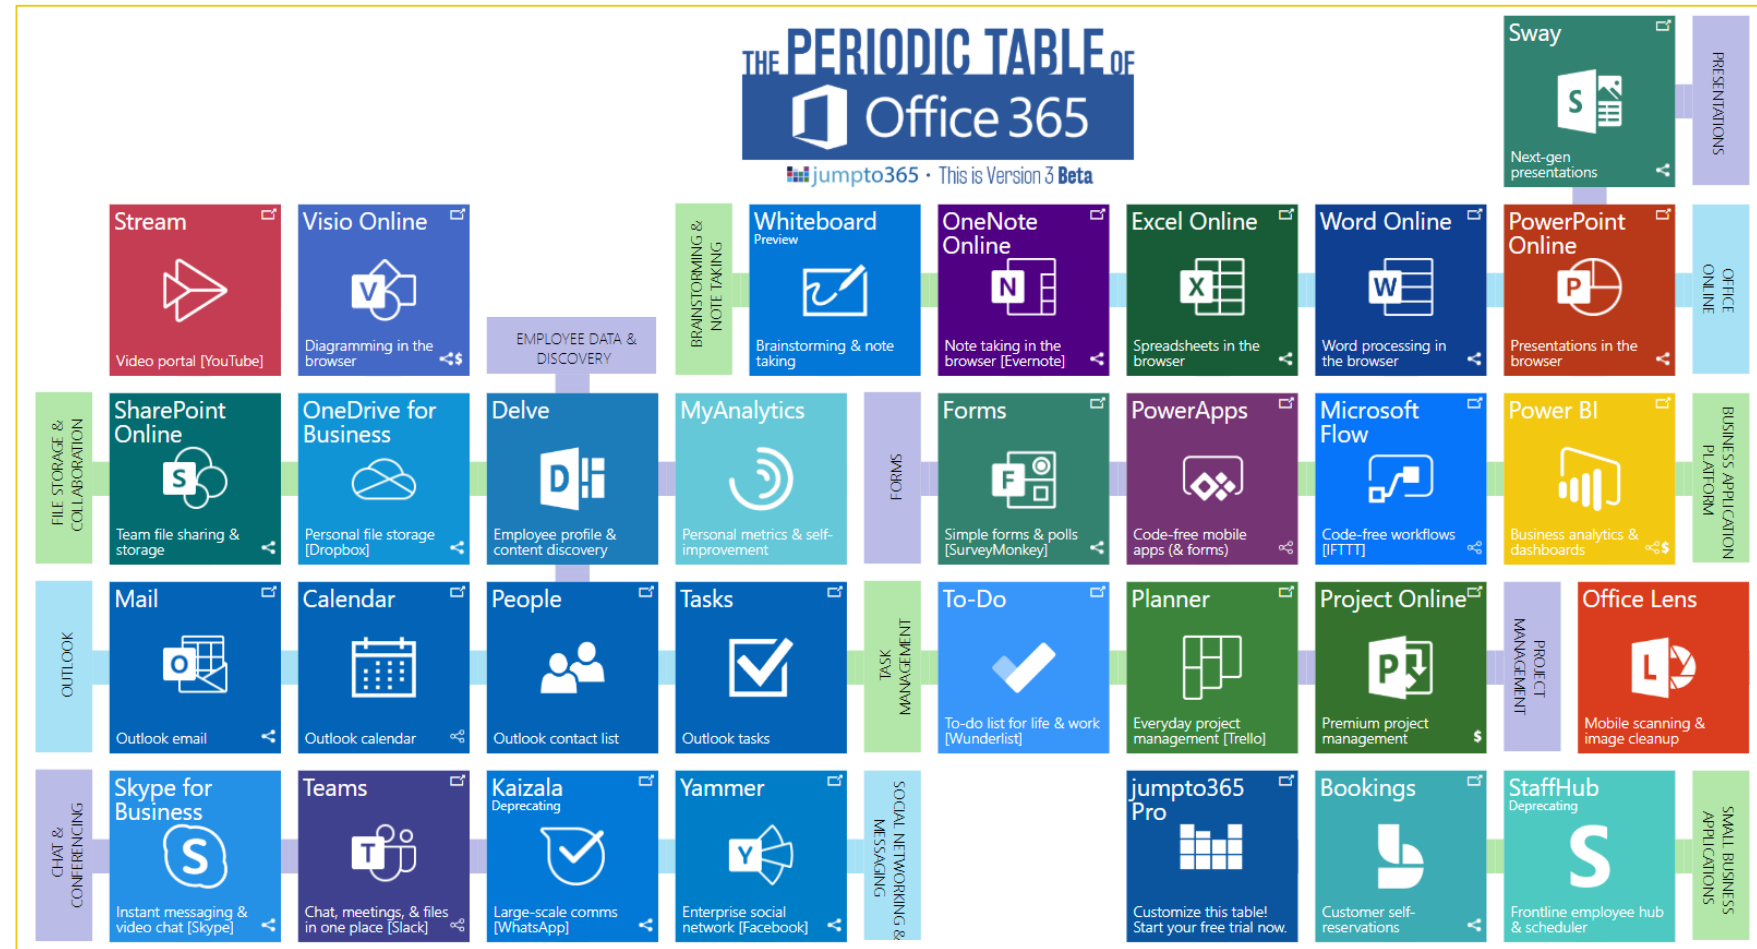 THE PERIODIC TABLE OF
Office 365
jumpto365 · This is Version 3 Beta
Sway
Next-gen
presentations
PRESENTATIONS
Stream
Video portal [YouTube]
Visio Online
Diagramming in the
browser
$
EMPLOYEE DATA &
DISCOVERY
BRAINSTORMING &
NOTE TAKING
Whiteboard
Preview
Brainstorming & note
taking
OneNote
Online
N
Note taking in the
browser [Evernote]
Excel Online
X
Spreadsheets in the
browser
Word Online
W
Word processing in
the browser
PowerPoint
Online
P
Presentations in the
browser
OFFICE
ONLINE
FILE STORAGE &
COLLABORATION
SharePoint
Online
S
Team file sharing &
storage
OneDrive for
Business
Personal file storage
[Dropbox]
Delve
D
Employee profile &
content discovery
MyAnalytics
Personal metrics & self-
improvement
FORMS
Forms
F
Simple forms & polls
[SurveyMonkey]
PowerApps
Code-free mobile
apps (& forms)
Microsoft
Flow
Code-free workflows
[IFTTT]
Power BI
Business analytics &
dashboards
$
BUSINESS APPLICATION
PLATFORM
OUTLOOK
Mail
O
Outlook email
Calendar
Outlook calendar
People
Outlook contact list
Tasks
Outlook tasks
TASK
MANAGEMENT
To-Do
To-do list for life & work
[Wunderlist]
Planner
Everyday project
management [Trello]
Project Online
P
Premium project
management
$
PROJECT
MANAGEMENT
Office Lens
L
Mobile scanning &
image cleanup
CHAT &
CONFERENCING
Skype for
Business
S
Instant messaging &
video chat [Skype]
Teams
T
Chat, meetings, & files
in one place [Slack]
Kaizala
Deprecating
Large-scale comms
[WhatsApp]
Yammer
Y
Enterprise social
network [Facebook]
SOCIAL NETWORKING &
MESSAGING
jumpto365
Pro
Customize this table!
Start your free trial now.
Bookings
b
Customer self-
reservations
StaffHub
Deprecating
S
Frontline employee hub
& scheduler
SMALL BUSINESS
APPLICATIONS